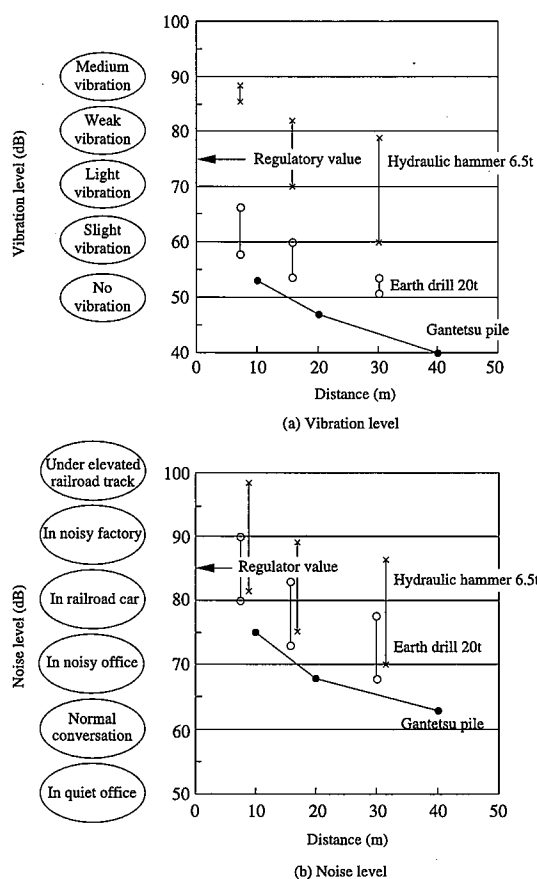 Vibration level (dB)
Medium
vibration
Weak
vibration
Light
vibration
Slight
vibration
No
vibration
100
90
80
70
60
50
40
Regulatory value
Hydraulic hammer 6.5t
Earth drill 20t
Gantetsu pile
0 10 20 30 40 50
Distance (m)
(a) Vibration level
Noise level (dB)
Under elevated
railroad track
In noisy factory
In railroad car
In noisy office
Normal
conversation
In quiet office
100
90
80
70
60
50
Regulator value
Hydraulic hammer 6.5t
Earth drill 20t
Gantetsu pile
0 10 20 30 40 50
Distance (m)
(b) Noise level